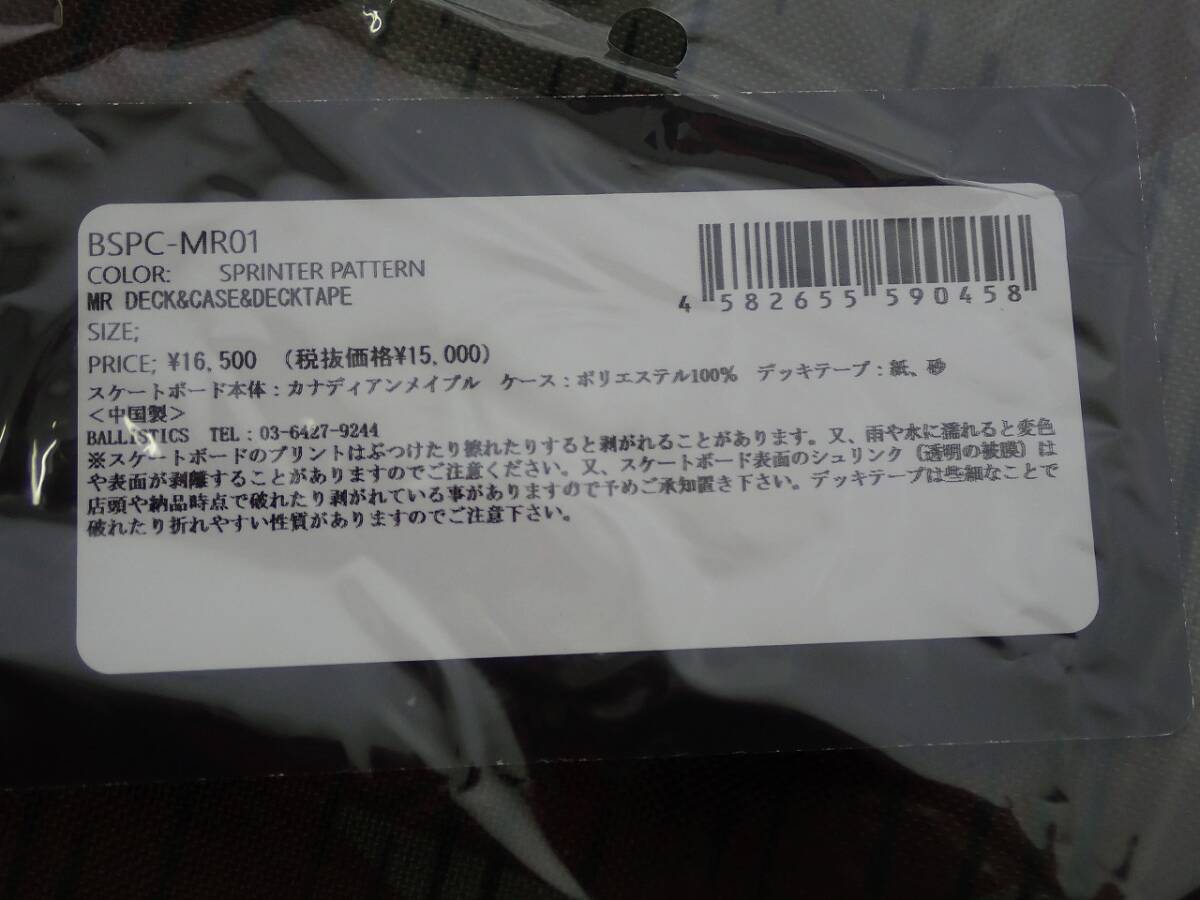 BSPC-MR01
COLOR: SPRINTER PATTERN
MR DECK&CASE&DECKTAPE
SIZE;
PRICE; ¥16,500 （税抜価格¥15,000）
スケートボード本体：カナディアンメイプル ケース：ポリエステル100% デッキテープ：紙、砂
＜中国製＞
BALLISTICS TEL：03-6427-9244
※スケートボードのプリントはぶつけたり擦れたりすると剥がれることがあります。又、雨や水に濡れると変色
や表面が剥離することがありますのでご注意ください。又、スケートボード表面のシュリンク（透明の被膜）は
店頭や納品時点で破れたり剥がれている事がありますので予めご承知置き下さい。デッキテープは些細なことで
破れたり折れやすい性質がありますのでご注意下さい。
4 582655 590458